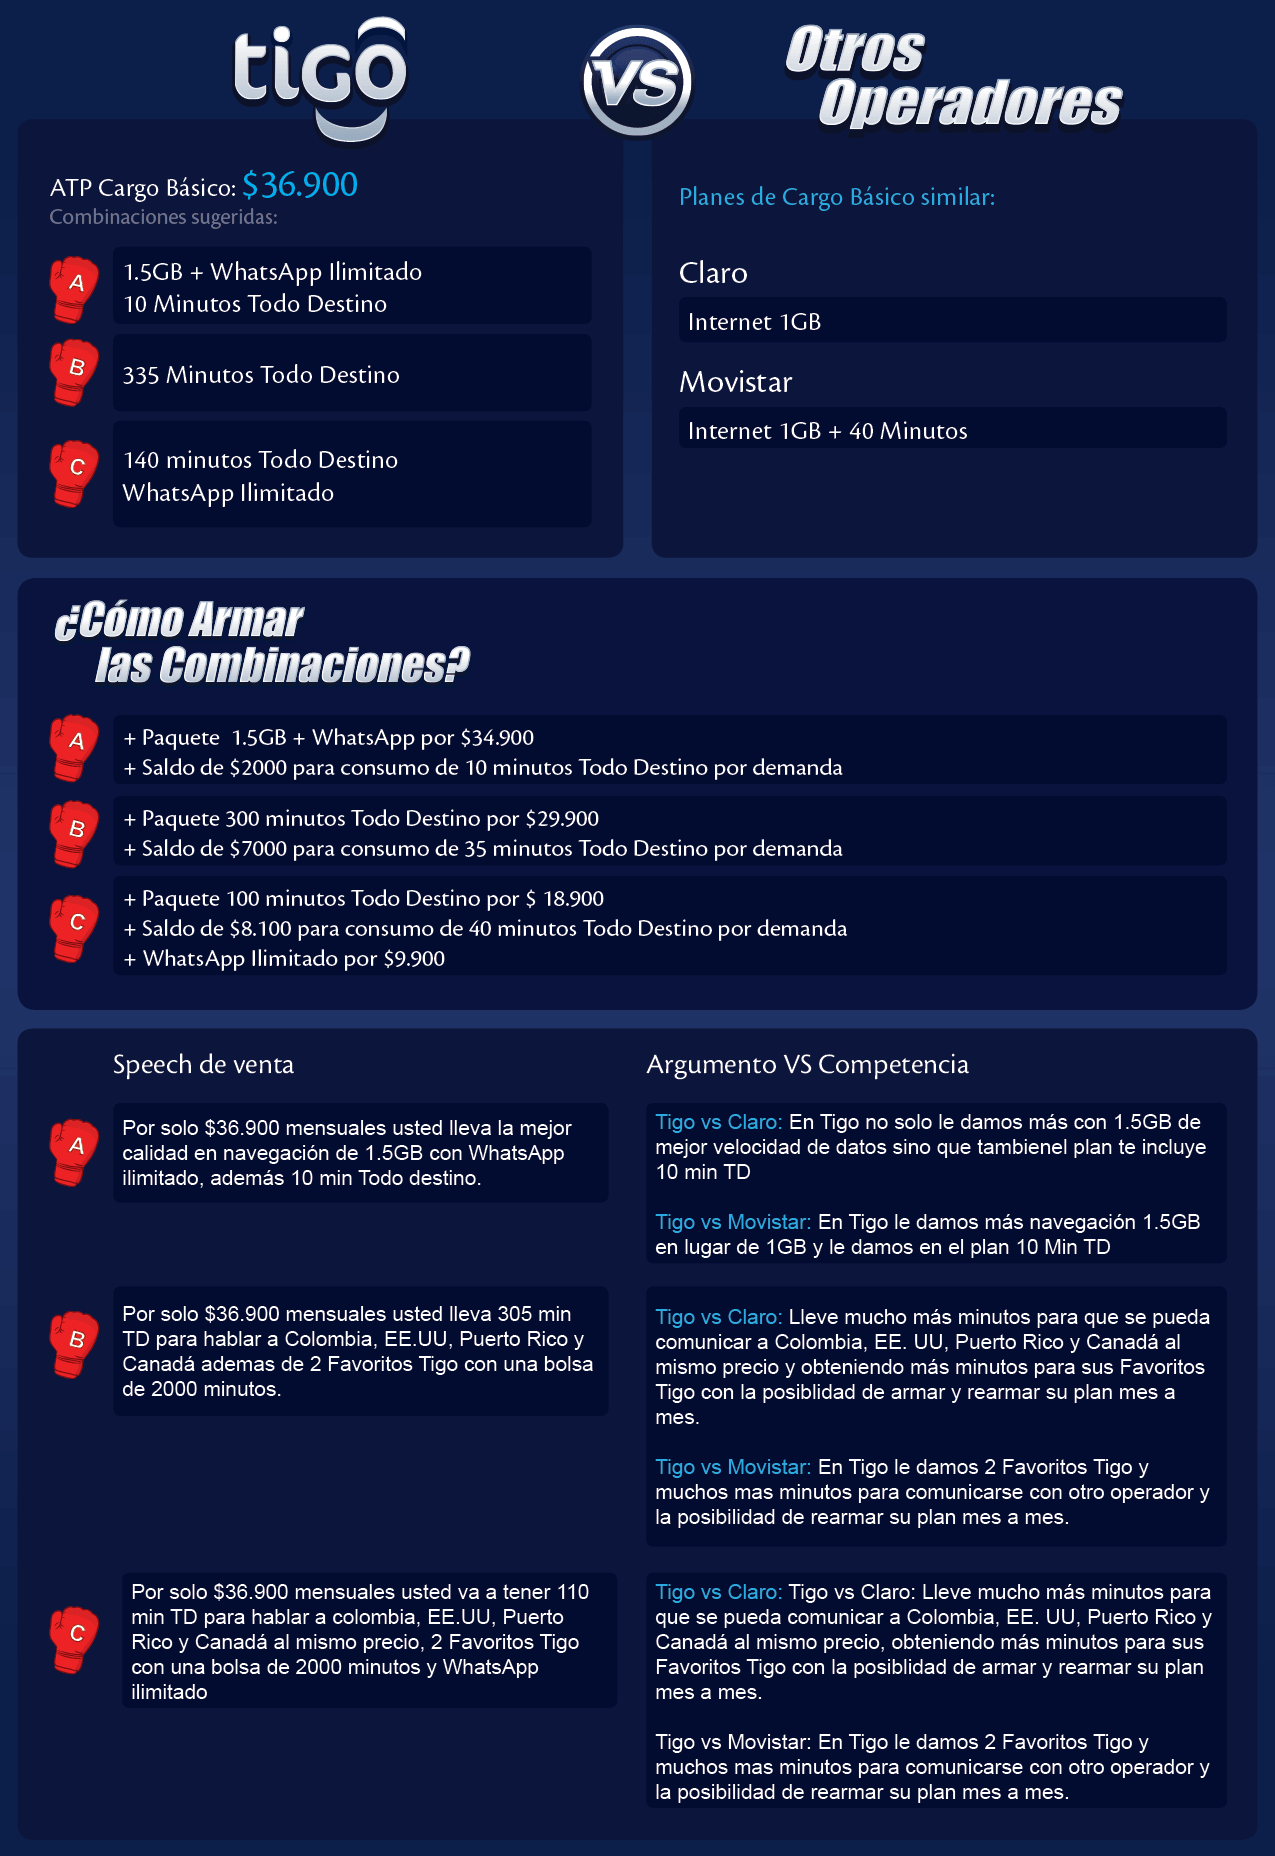 tigo
VS
Otros
Operadores
ATP Cargo Básico: $36.900
Combinaciones sugeridas:
A
1.5GB + WhatsApp Ilimitado
10 Minutos Todo Destino
B
335 Minutos Todo Destino
C
140 minutos Todo Destino
WhatsApp Ilimitado
Planes de Cargo Básico similar:
Claro
Internet 1GB
Movistar
Internet 1GB + 40 Minutos
¿Cómo Armar
las Combinaciones?
A
+ Paquete 1.5GB + WhatsApp por $34.900
+ Saldo de $2000 para consumo de 10 minutos Todo Destino por demanda
B
+ Paquete 300 minutos Todo Destino por $29.900
+ Saldo de $7000 para consumo de 35 minutos Todo Destino por demanda
C
+ Paquete 100 minutos Todo Destino por $ 18.900
+ Saldo de $8.100 para consumo de 40 minutos Todo Destino por demanda
+ WhatsApp Ilimitado por $9.900
Speech de venta
Argumento VS Competencia
A
Por solo $36.900 mensuales usted lleva la mejor
calidad en navegación de 1.5GB con WhatsApp
ilimitado, además 10 min Todo destino.
Tigo vs Claro: En Tigo no solo le damos más con 1.5GB de
mejor velocidad de datos sino que tambienel plan te incluye
10 min TD
Tigo vs Movistar: En Tigo le damos más navegación 1.5GB
en lugar de 1GB y le damos en el plan 10 Min TD
B
Por solo $36.900 mensuales usted lleva 305 min
TD para hablar a Colombia, EE.UU, Puerto Rico y
Canadá ademas de 2 Favoritos Tigo con una bolsa
de 2000 minutos.
Tigo vs Claro: Lleve mucho más minutos para que se pueda
comunicar a Colombia, EE. UU, Puerto Rico y Canadá al
mismo precio y obteniendo más minutos para sus Favoritos
Tigo con la posiblidad de armar y rearmar su plan mes a
mes.
Tigo vs Movistar: En Tigo le damos 2 Favoritos Tigo y
muchos mas minutos para comunicarse con otro operador y
la posibilidad de rearmar su plan mes a mes.
C
Por solo $36.900 mensuales usted va a tener 110
min TD para hablar a colombia, EE.UU, Puerto
Rico y Canadá al mismo precio, 2 Favoritos Tigo
con una bolsa de 2000 minutos y WhatsApp
ilimitado
Tigo vs Claro: Tigo vs Claro: Lleve mucho más minutos para
que se pueda comunicar a Colombia, EE. UU, Puerto Rico y
Canadá al mismo precio, obteniendo más minutos para sus
Favoritos Tigo con la posiblidad de armar y rearmar su plan
mes a mes.
Tigo vs Movistar: En Tigo le damos 2 Favoritos Tigo y
muchos mas minutos para comunicarse con otro operador y
la posibilidad de rearmar su plan mes a mes.